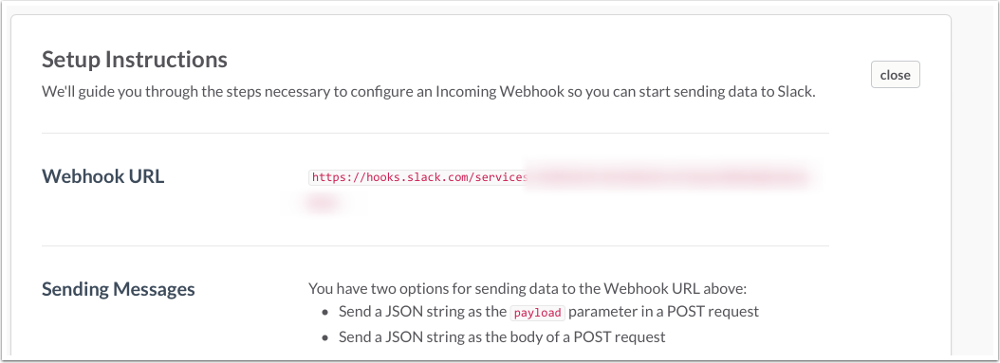 Setup Instructions
close
We'll guide you through the steps necessary to configure an Incoming Webhook so you can start sending data to Slack.
Webhook URL
https://hooks.slack.com/services
Sending Messages
You have two options for sending data to the Webhook URL above:
• Send a JSON string as the payload parameter in a POST request
• Send a JSON string as the body of a POST request